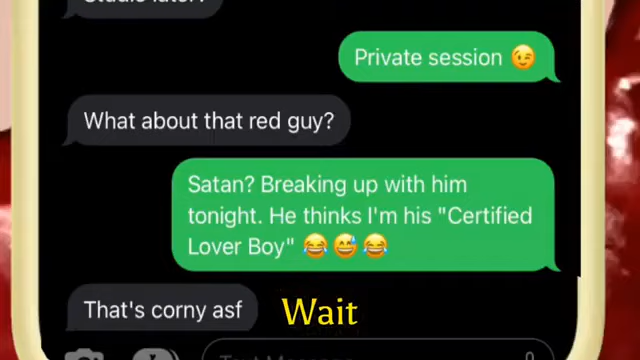 Private session 😉
What about that red guy?
Satan? Breaking up with him
tonight. He thinks I'm his "Certified
Lover Boy" 😂😅😂
That's corny asf
Wait